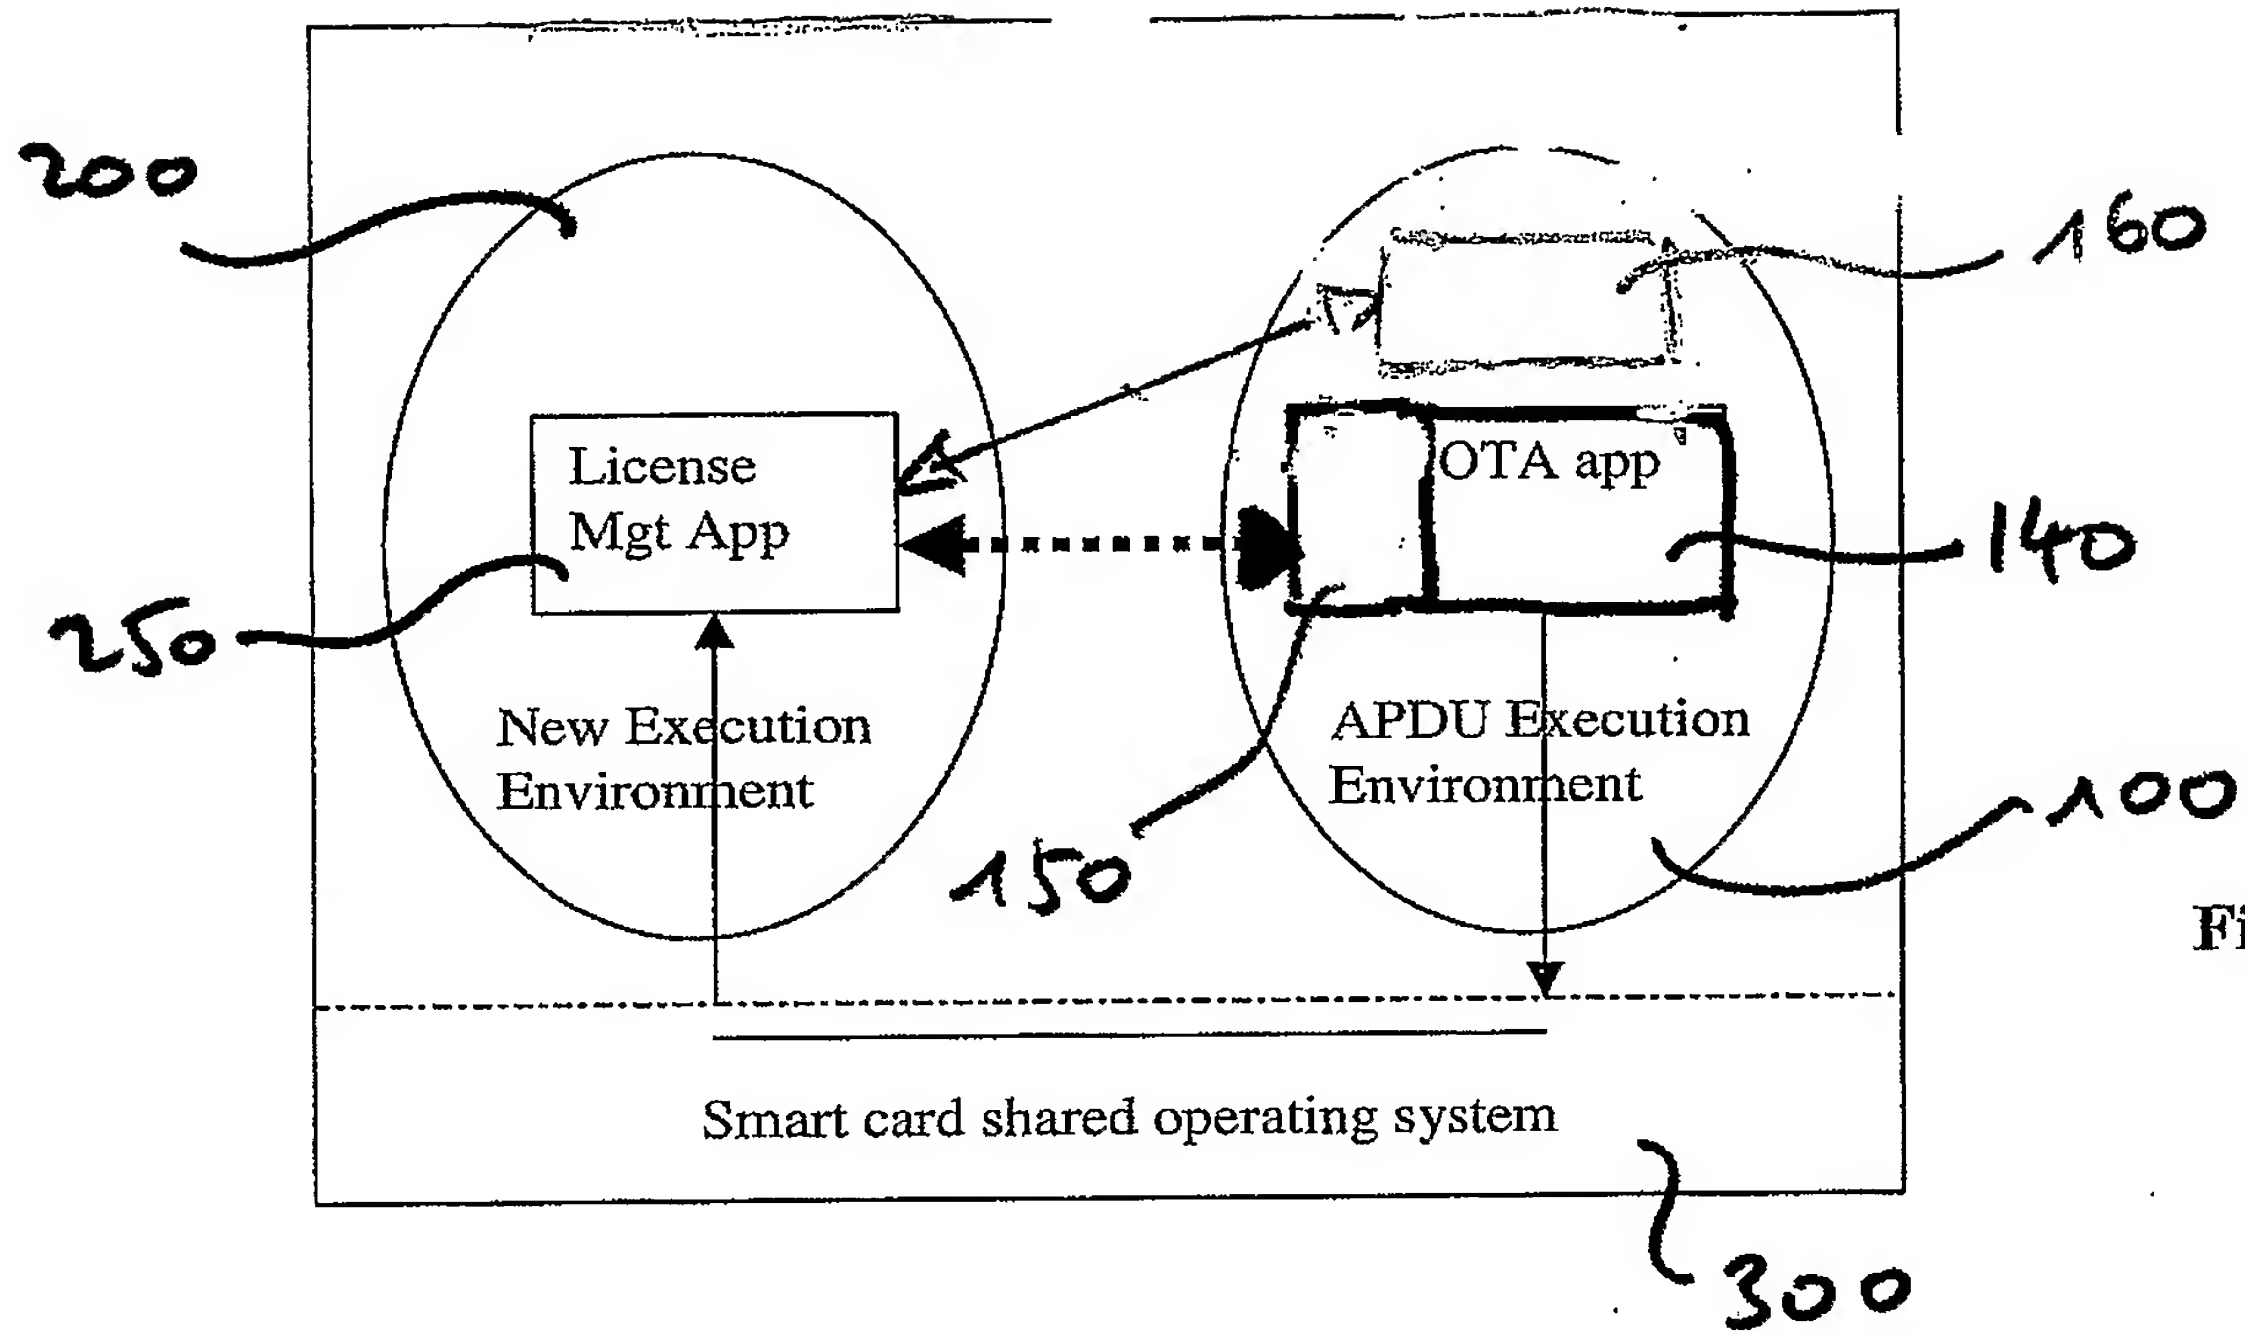 200
160
License
Mgt App
OTA app
140
250
New Execution
Environment
APDU Execution
Environment
100
150
Fi
Smart card shared operating system
300